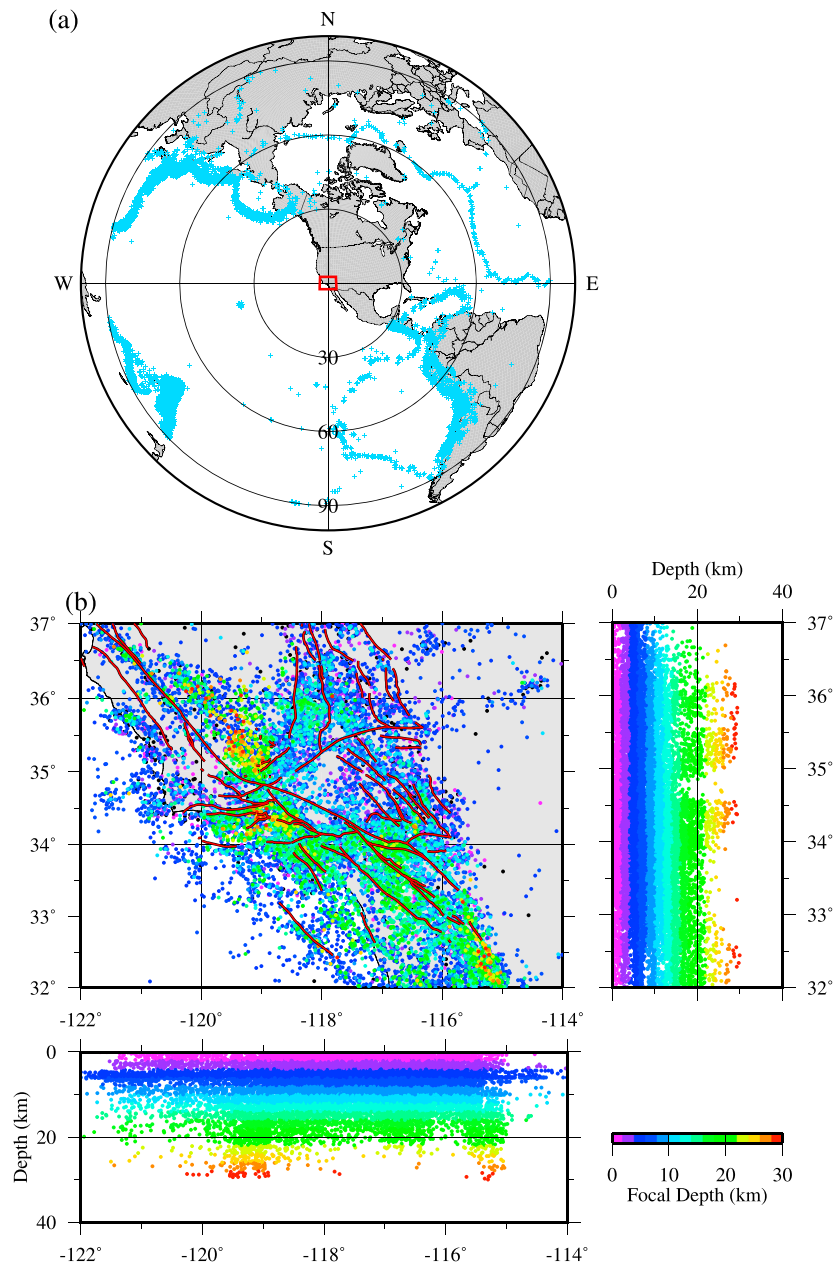 (a)
N
W
E
30
60
90
S
(b)
Depth (km)
0 20 40
37˚ 37˚
36˚ 36˚
35˚ 35˚
34˚ 34˚
33˚ 33˚
32˚ 32˚
-122˚ -120˚ -118˚ -116˚ -114˚
0
20
40
Depth (km)
-120˚ -118˚ -116˚ -114˚
0 10 20 30
Focal Depth (km)